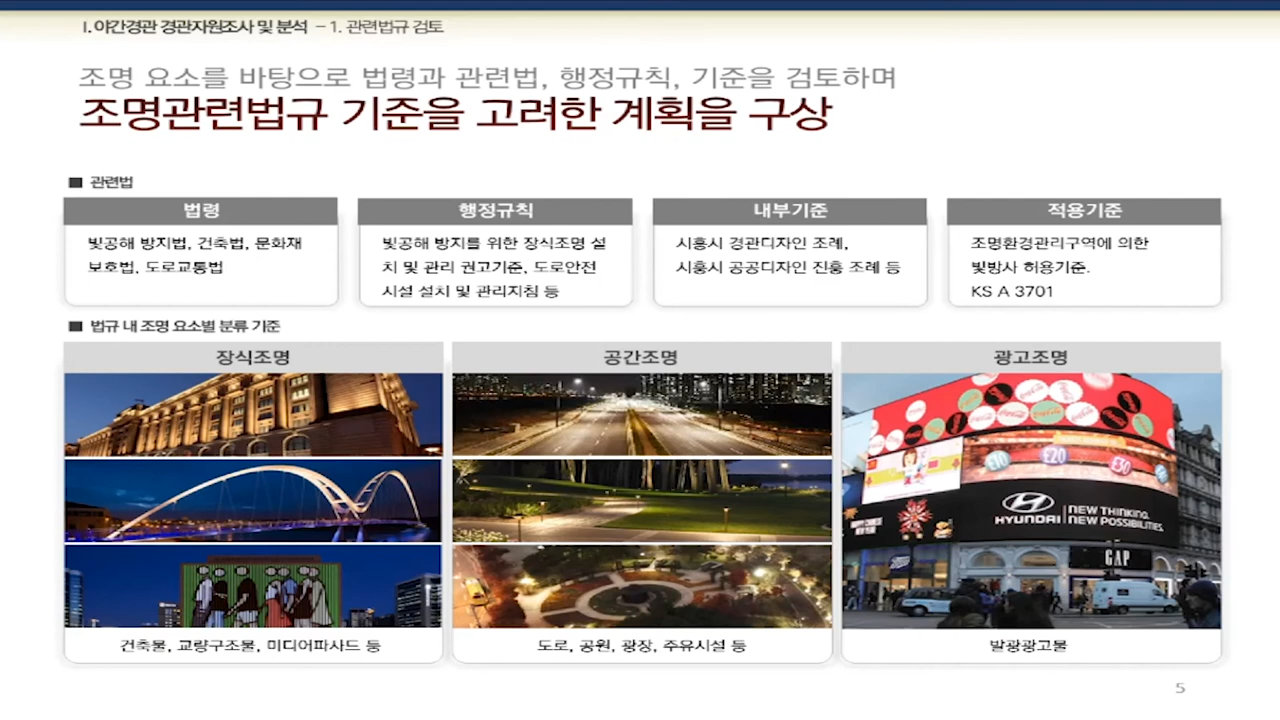 I. 야간경관 경관자원조사 및 분석 - 1. 관련법규 검토
조명 요소를 바탕으로 법령과 관련법, 행정규칙, 기준을 검토하며
조명관련법규 기준을 고려한 계획을 구상
■ 관련법
법령
빛공해 방지법, 건축법, 문화재
보호법, 도로교통법
행정규칙
빛공해 방지를 위한 장식조명 설
치 및 관리 권고기준, 도로안전
시설 설치 및 관리지침 등
내부기준
시흥시 경관디자인 조례,
시흥시 공공디자인 진흥 조례 등
적용기준
조명환경관리구역에 의한
빛방사 허용기준.
KS A 3701
■ 법규 내 조명 요소별 분류 기준
장식조명
건축물, 교량구조물, 미디어파사드 등
공간조명
도로, 공원, 광장, 주유시설 등
광고조명
£10
£20
£30
HYUNDAI
NEW THINKING.
NEW POSSIBILITIES.
GAP
발광광고물
5